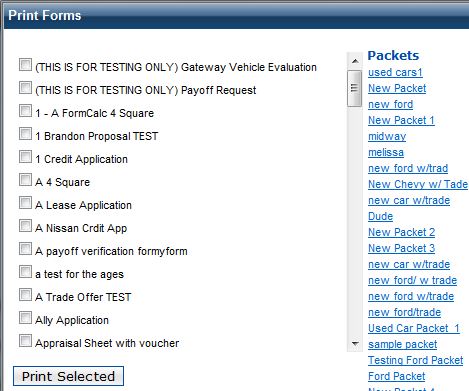 Print Forms
(THIS IS FOR TESTING ONLY) Gateway Vehicle Evaluation
(THIS IS FOR TESTING ONLY) Payoff Request
1 - A FormCalc 4 Square
1 Brandon Proposal TEST
1 Credit Application
A 4 Square
A Lease Application
A Nissan Crdit App
A payoff verification formyform
a test for the ages
A Trade Offer TEST
Ally Application
Appraisal Sheet with voucher
Print Selected
Packets
used cars1
New Packet
new ford
New Packet 1
midway
melissa
new ford w/trad
New Chevy w/ Tade
new car w/trade
Dude
New Packet 2
New Packet 3
new car w/trade
new ford/ w trade
new ford w/trade
new ford/trade
Used Car Packet 1
sample packet
Testing Ford Packet
Ford Packet
New Packet 4